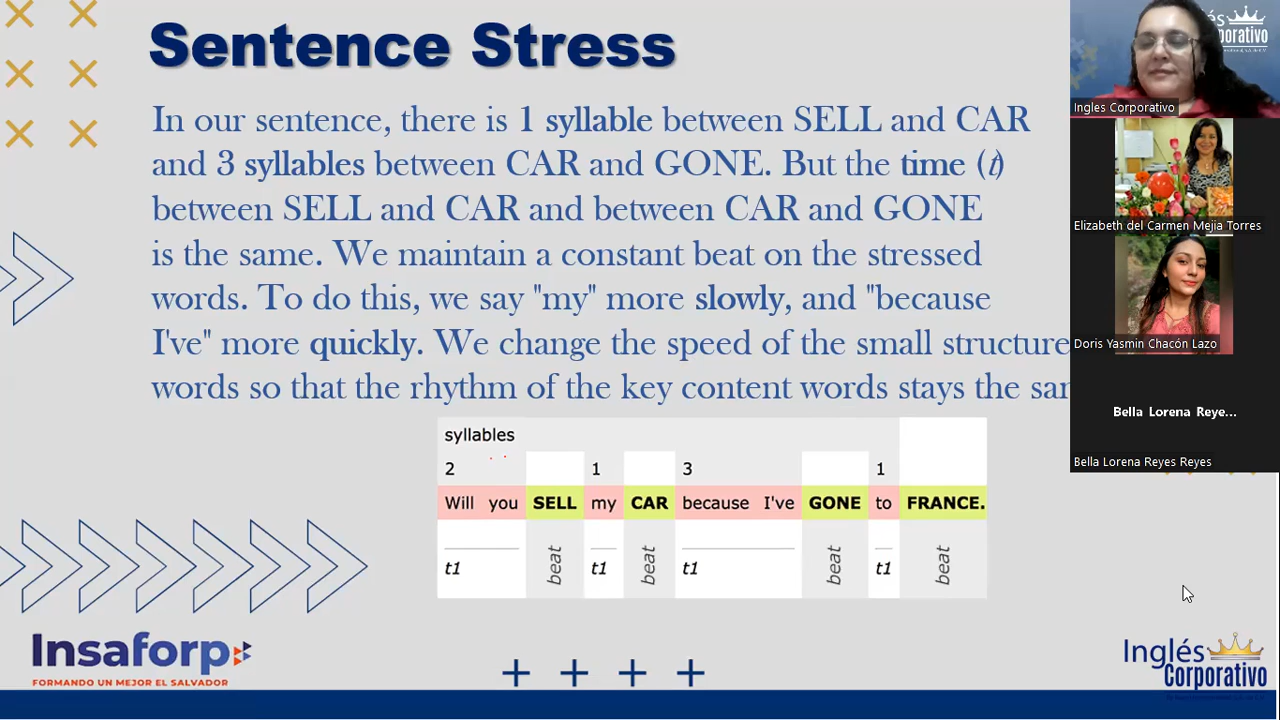 Sentence Stress
In our sentence, there is 1 syllable between SELL and CAR
and 3 syllables between CAR and GONE. But the time (t)
between SELL and CAR and between CAR and GONE
is the same. We maintain a constant beat on the stressed
words. To do this, we say "my" more slowly, and "because
I've" more quickly. We change the speed of the small structure
words so that the rhythm of the key content words stays the
syllables
2 1 3 1
Will you SELL my CAR because I've GONE to FRANCE.
t1 beat t1 beat t1 beat t1 beat
Insaforp
FORMANDO UN MEJOR EL SALVADOR
Inglés
Corporativo
Ingles Corporativo
Elizabeth del Carmen Mejia Torres
Doris Yasmin Chacón Lazo
Bella Lorena Reye...
Bella Lorena Reyes Reyes